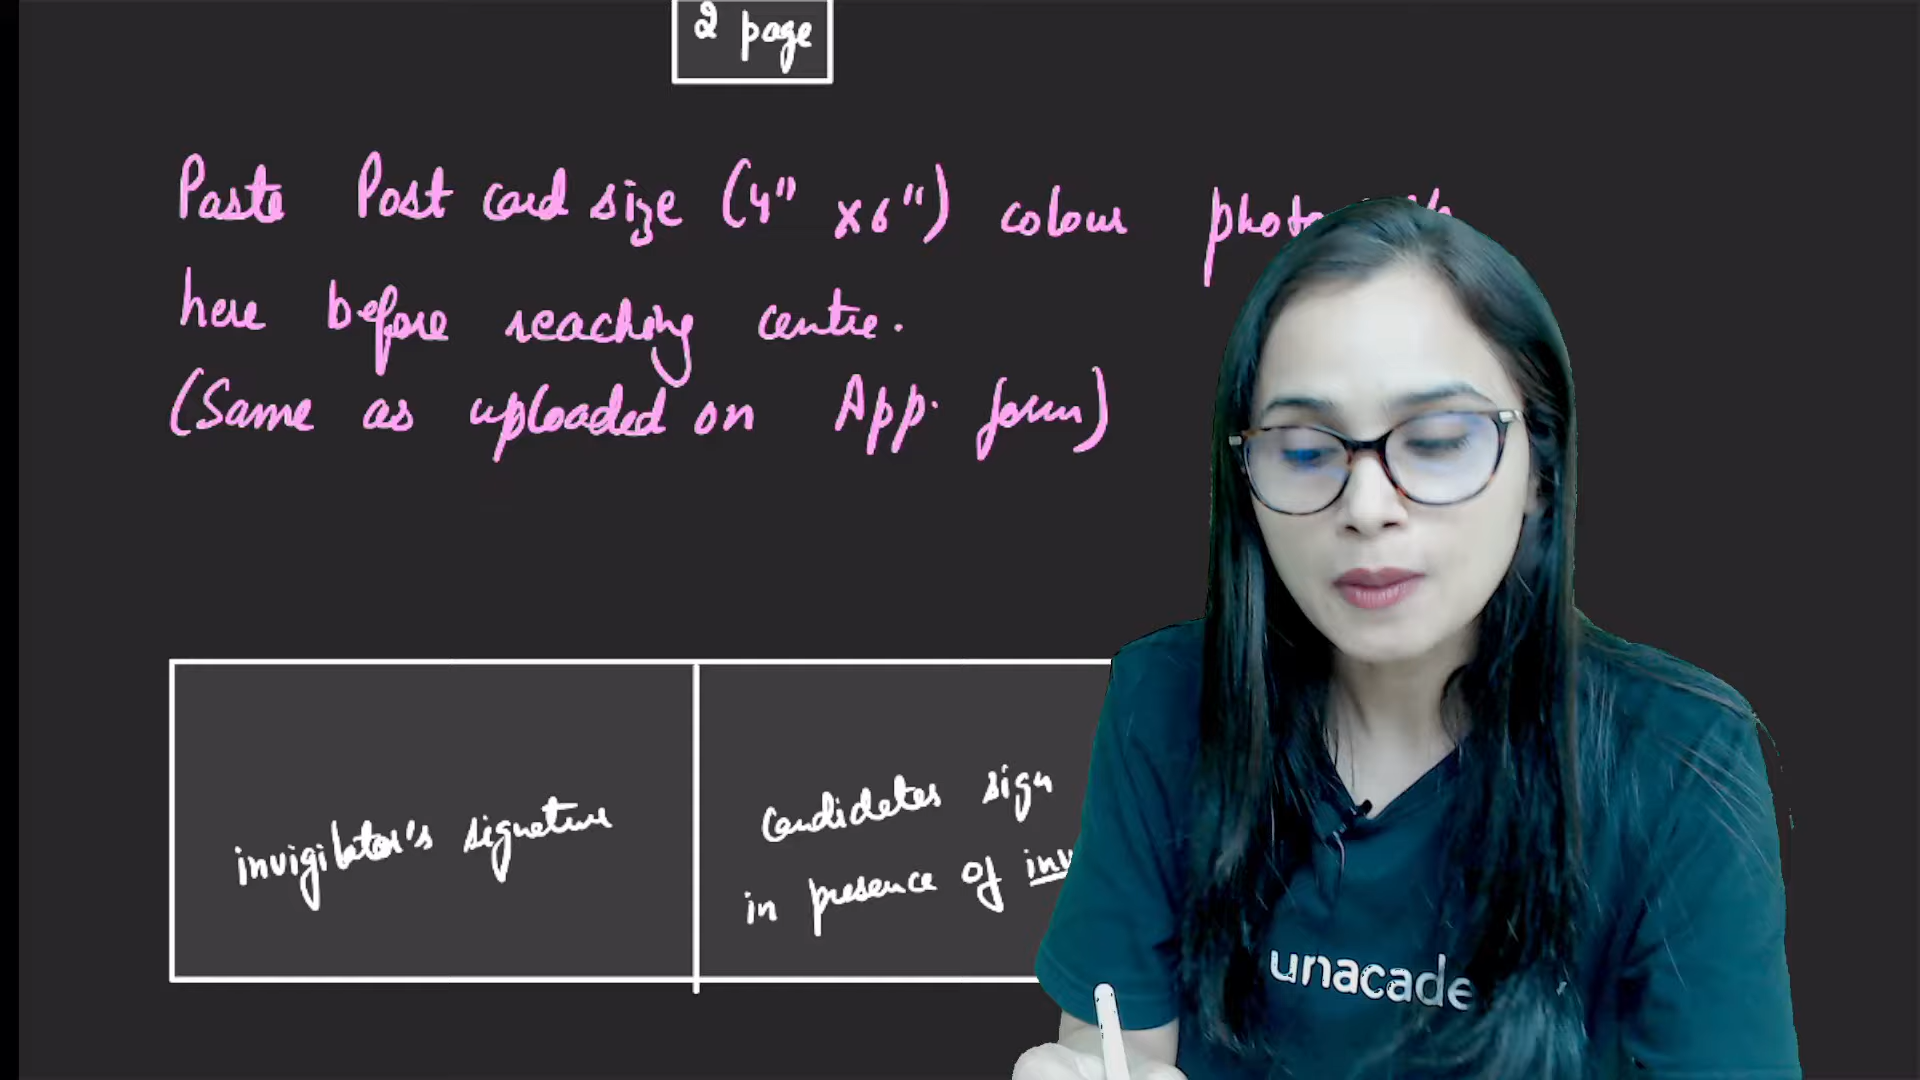 2 page
Paste Post card size (4" x6") colour
here before reaching centre.
(Same as uploaded on App. form)
invigilator's signature
candidates sign
in presence of inv
unacade